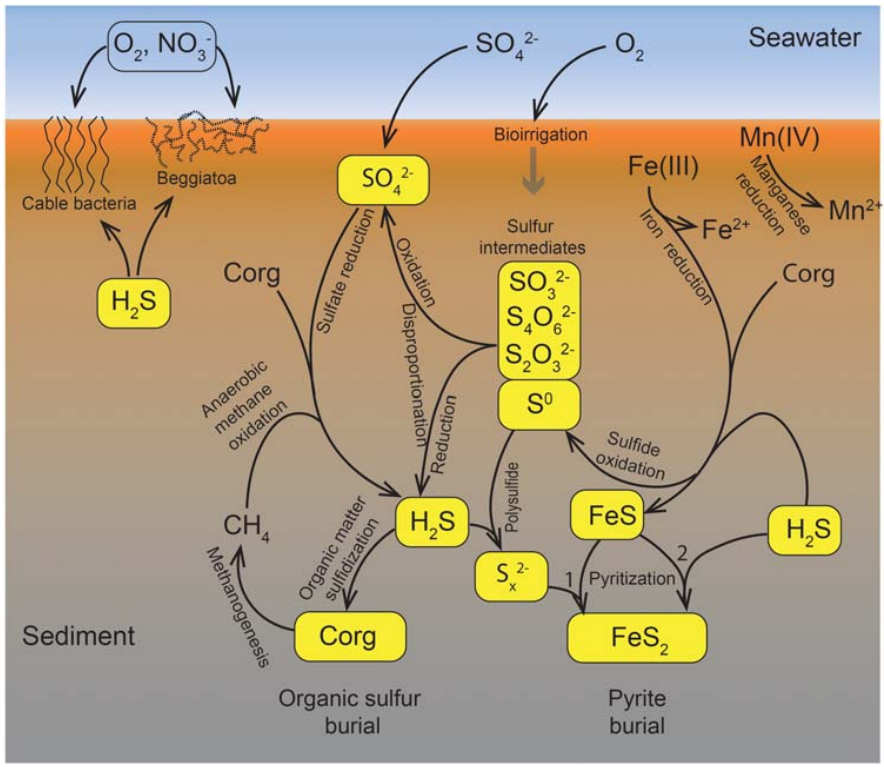 O₂, NO₃⁻
SO₄²⁻
O₂
Seawater
Cable bacteria
Beggiatoa
H₂S
SO₄²⁻
Bioirrigation
Sulfur
intermediates
SO₃²⁻
S₄O₆²⁻
S₂O₃²⁻
S⁰
Mn(IV)
Manganese
reduction
Mn²⁺
Fe(III)
Fe²⁺
Iron reduction
Corg
Corg
Sulfate reduction
Oxidation
Disproportionation
Reduction
Anaerobic
methane
oxidation
Sulfide
oxidation
Polysulfide
CH₄
Methanogenesis
Organic matter
sulfidization
H₂S
Sₓ²⁻
FeS
H₂S
1
Pyritization
2
Sediment
Corg
FeS₂
Organic sulfur
burial
Pyrite
burial